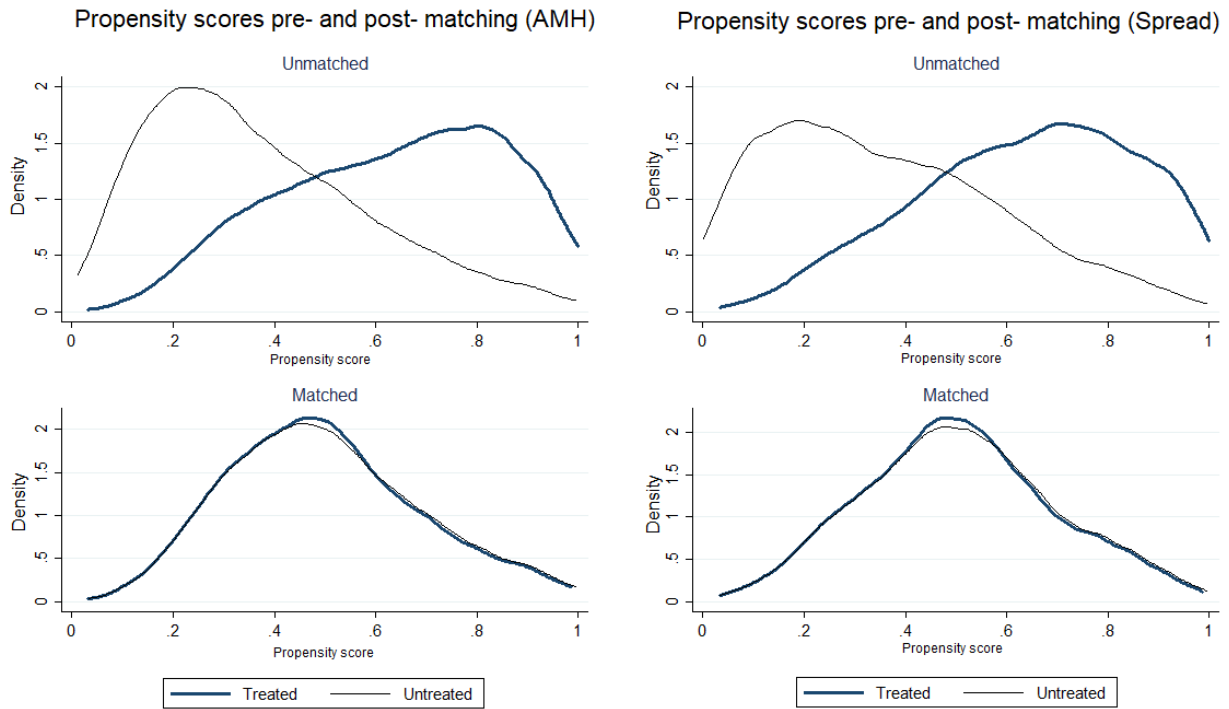 Propensity scores pre- and post- matching (AMH)
Unmatched
Density
2
1.5
1
.5
0
0 .2 .4 .6 .8 1
Propensity score
Matched
Density
2
1.5
1
.5
0
0 .2 .4 .6 .8 1
Propensity score
Treated Untreated
Propensity scores pre- and post- matching (Spread)
Unmatched
Density
2
1.5
1
.5
0
0 .2 .4 .6 .8 1
Propensity score
Matched
Density
2
1.5
1
.5
0
0 .2 .4 .6 .8 1
Propensity score
Treated Untreated